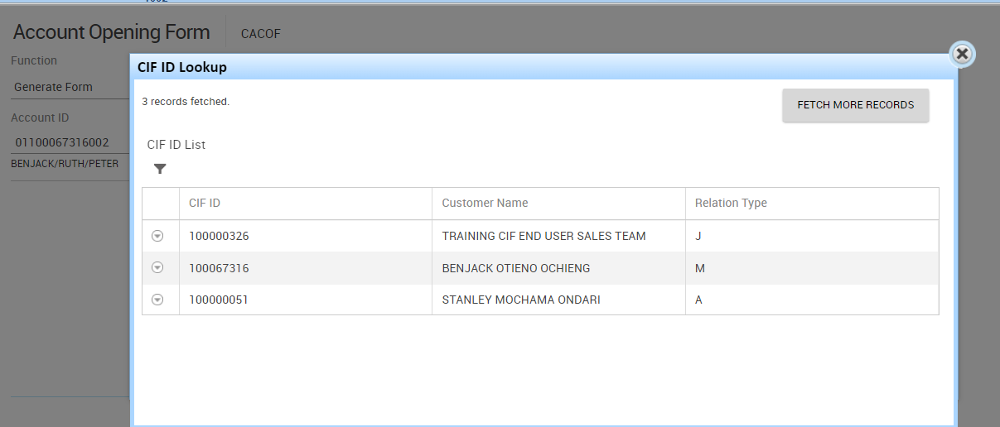 Account Opening Form CACOF
Function
Generate Form
Account ID
01100067316002
BENJACK/RUTH/PETER
CIF ID Lookup
3 records fetched.
FETCH MORE RECORDS
CIF ID List
CIF ID Customer Name Relation Type
100000326 TRAINING CIF END USER SALES TEAM J
100067316 BENJACK OTIENO OCHIENG M
100000051 STANLEY MOCHAMA ONDARI A